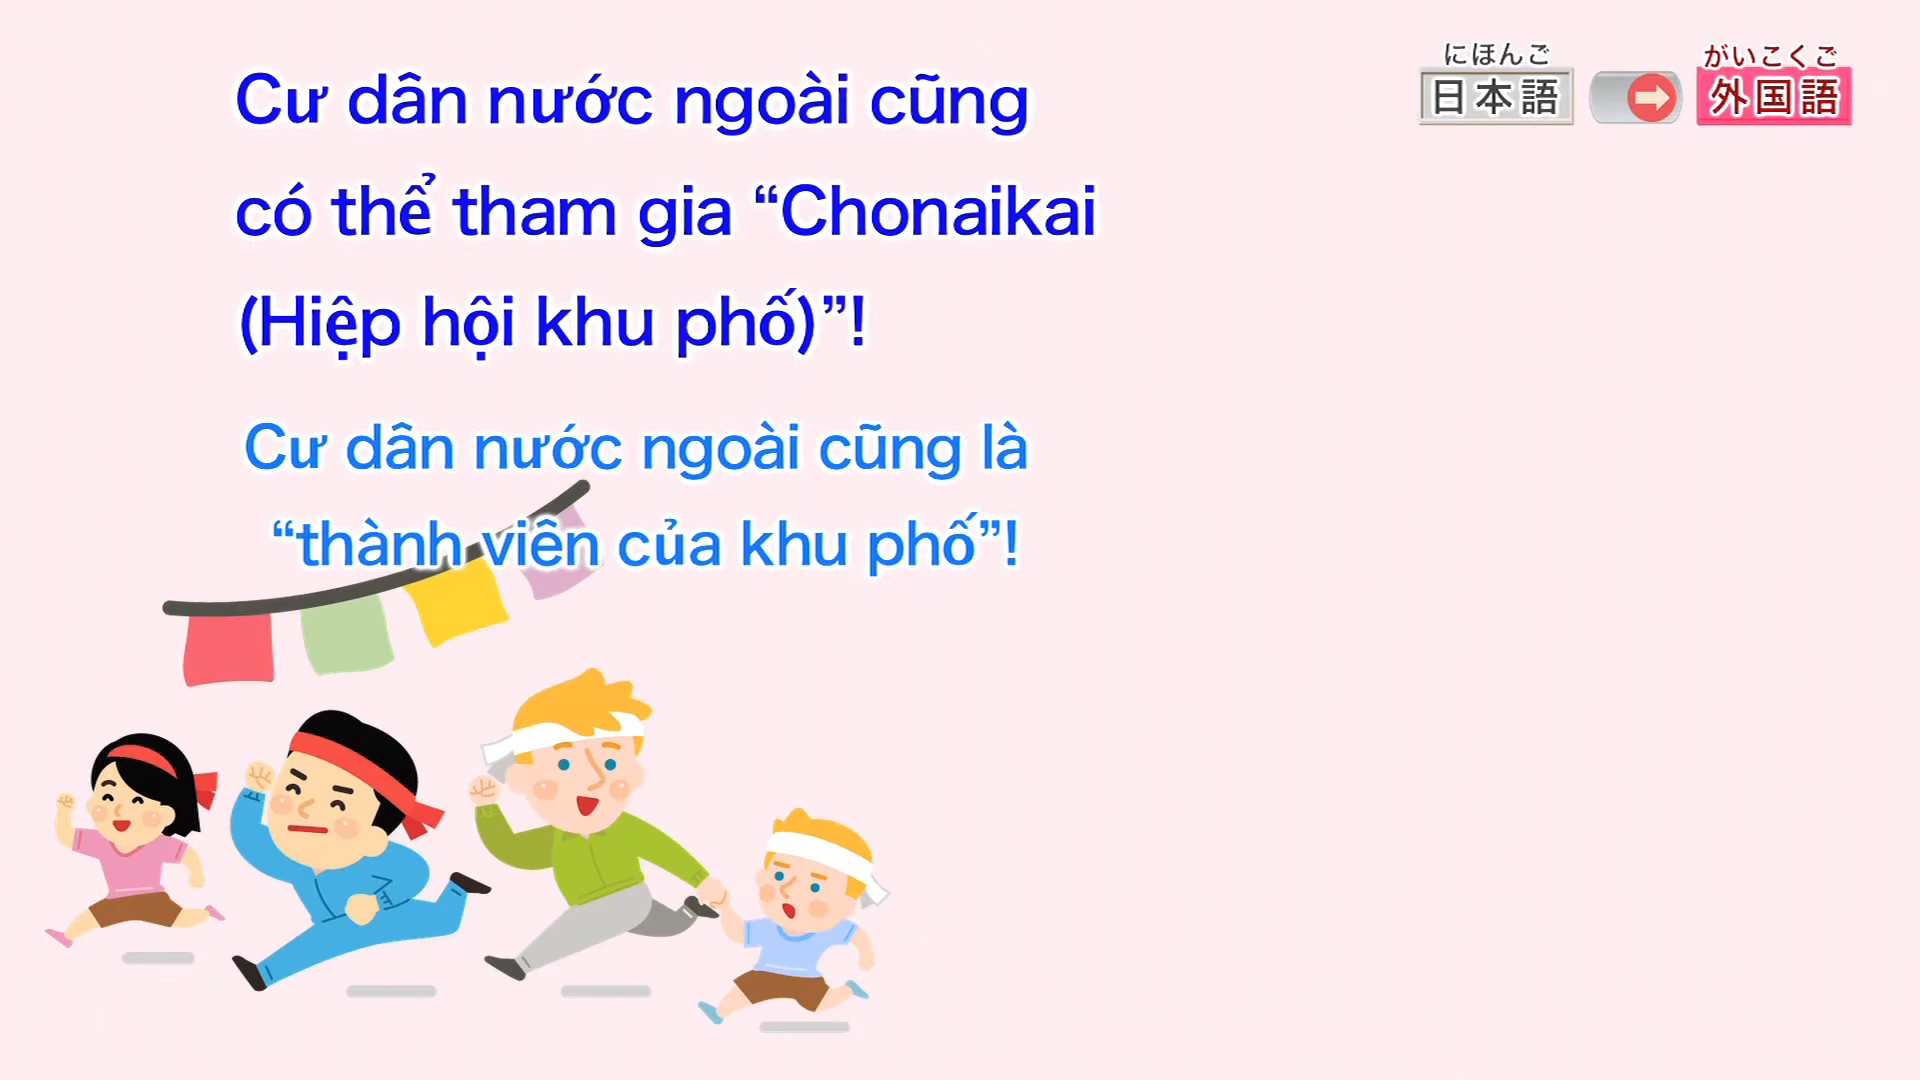 Cư dân nước ngoài cũng
có thể tham gia “Chonaikai
(Hiệp hội khu phố)”!
Cư dân nước ngoài cũng là
“thành viên của khu phố”!
にほんご
日本語
がいこくご
外国語